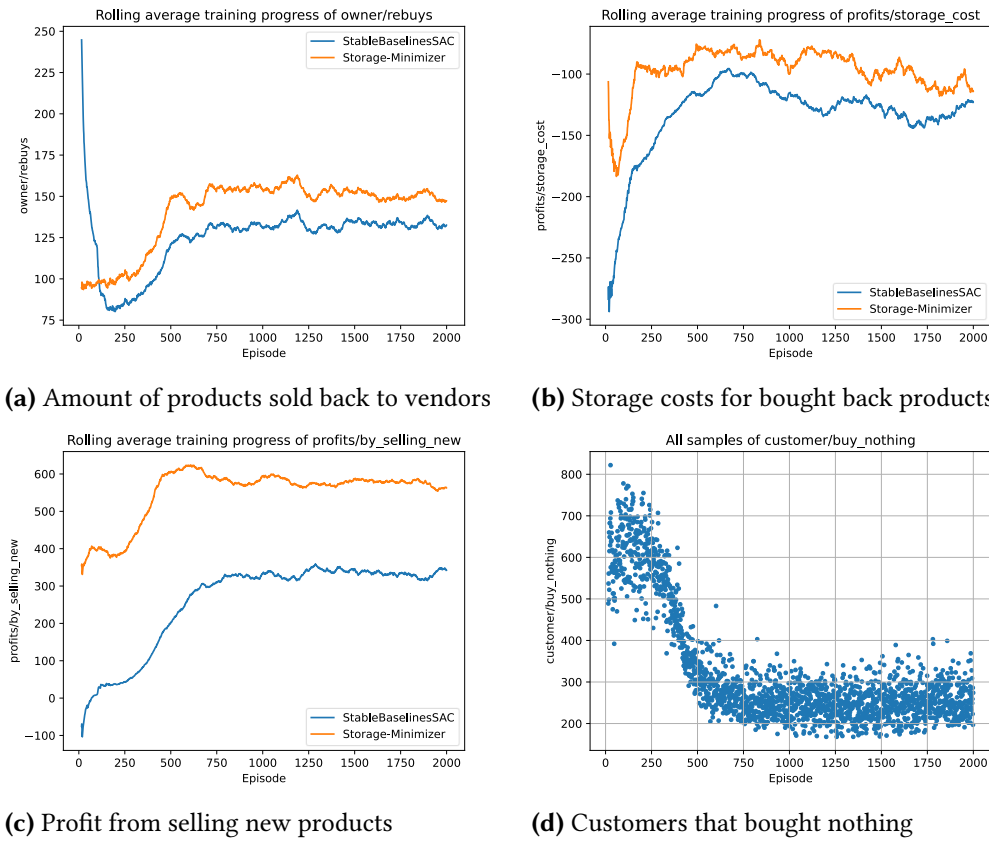 Rolling average training progress of owner/rebuys
250
225
200
175
150
125
100
75
owner/rebuys
StableBaselinesSAC
Storage-Minimizer
0 250 500 750 1000 1250 1500 1750 2000
Episode
(a) Amount of products sold back to vendors
Rolling average training progress of profits/storage_cost
−100
−150
−200
−250
−300
profits/storage_cost
StableBaselinesSAC
Storage-Minimizer
0 250 500 750 1000 1250 1500 1750 2000
Episode
(b) Storage costs for bought back products
Rolling average training progress of profits/by_selling_new
600
500
400
300
200
100
0
−100
profits/by_selling_new
StableBaselinesSAC
Storage-Minimizer
0 250 500 750 1000 1250 1500 1750 2000
Episode
(c) Profit from selling new products
All samples of customer/buy_nothing
800
700
600
500
400
300
200
customer/buy_nothing
0 250 500 750 1000 1250 1500 1750 2000
Episode
(d) Customers that bought nothing